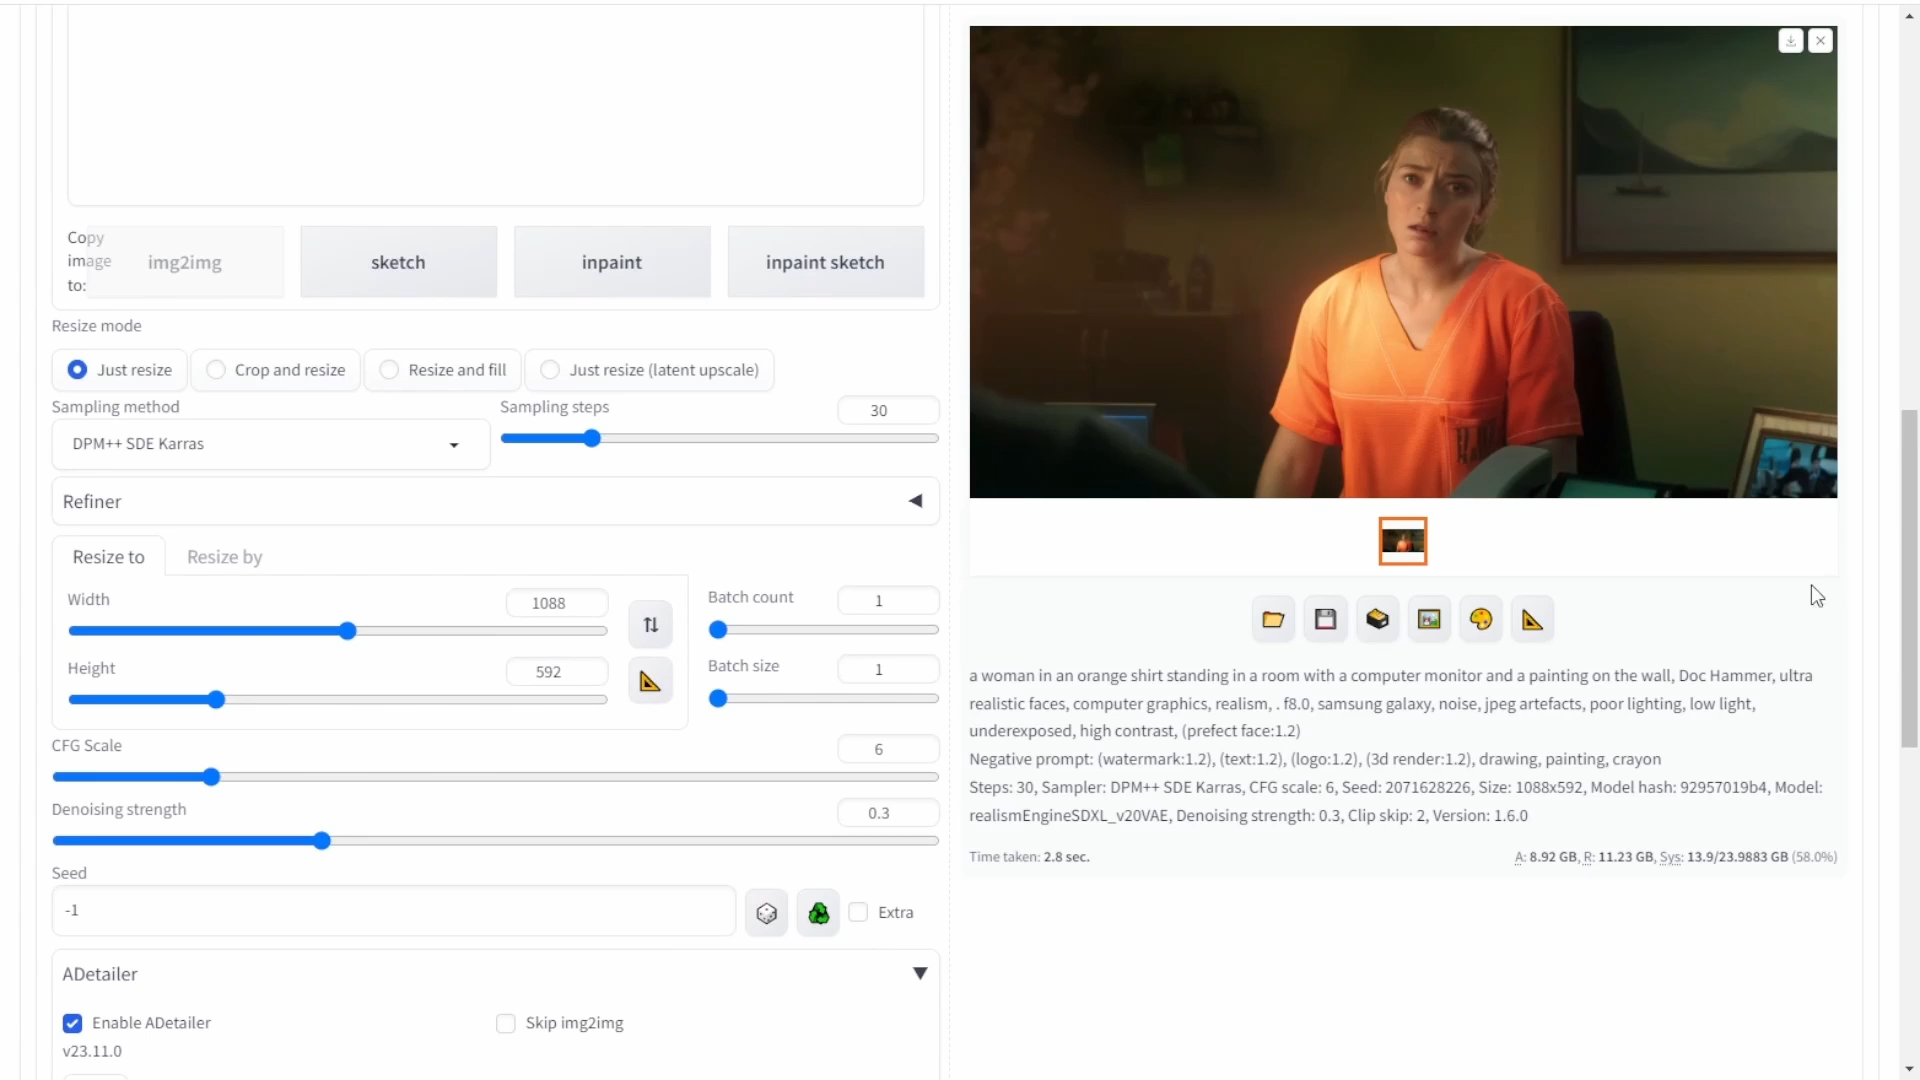 Copy
image
to:
img2img
sketch
inpaint
inpaint sketch
Resize mode
Just resize
Crop and resize
Resize and fill
Just resize (latent upscale)
Sampling method
DPM++ SDE Karras
Sampling steps
30
Refiner
Resize to
Resize by
Width
1088
Height
592
Batch count
1
Batch size
1
CFG Scale
6
Denoising strength
0.3
Seed
-1
Extra
ADetailer
Enable ADetailer
Skip img2img
v23.11.0
a woman in an orange shirt standing in a room with a computer monitor and a painting on the wall, Doc Hammer, ultra
realistic faces, computer graphics, realism, . f8.0, samsung galaxy, noise, jpeg artefacts, poor lighting, low light,
underexposed, high contrast, (prefect face:1.2)
Negative prompt: (watermark:1.2), (text:1.2), (logo:1.2), (3d render:1.2), drawing, painting, crayon
Steps: 30, Sampler: DPM++ SDE Karras, CFG scale: 6, Seed: 2071628226, Size: 1088x592, Model hash: 92957019b4, Model:
realismEngineSDXL_v20VAE, Denoising strength: 0.3, Clip skip: 2, Version: 1.6.0
Time taken: 2.8 sec.
A: 8.92 GB, R: 11.23 GB, Sys: 13.9/23.9883 GB (58.0%)